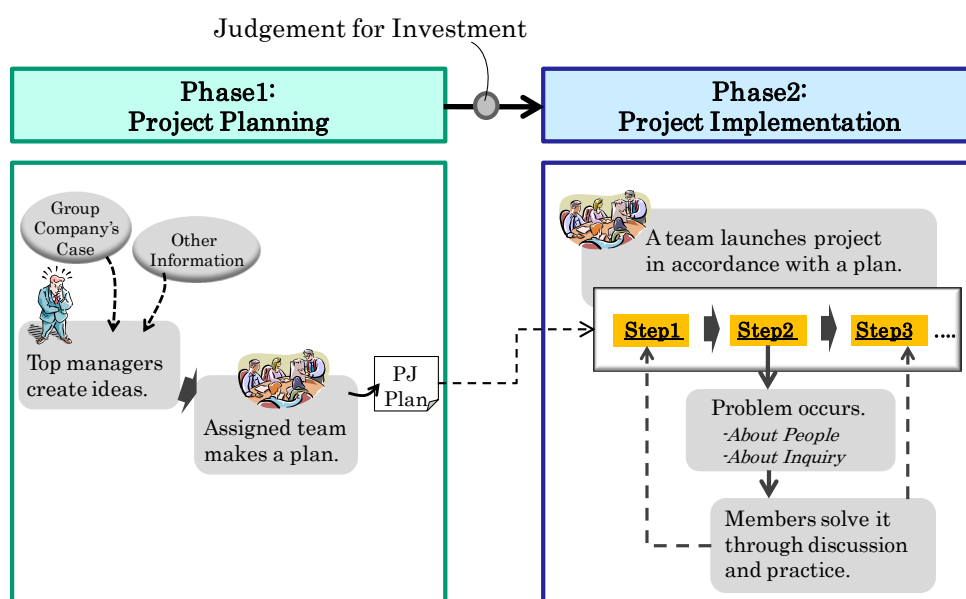 Judgement for Investment
Phase1:
Project Planning
Phase2:
Project Implementation
Group
Company's
Case
Other
Information
Top managers
create ideas.
Assigned team
makes a plan.
PJ
Plan
A team launches project
in accordance with a plan.
Step1
Step2
Step3
....
Problem occurs.
-About People
-About Inquiry
Members solve it
through discussion
and practice.